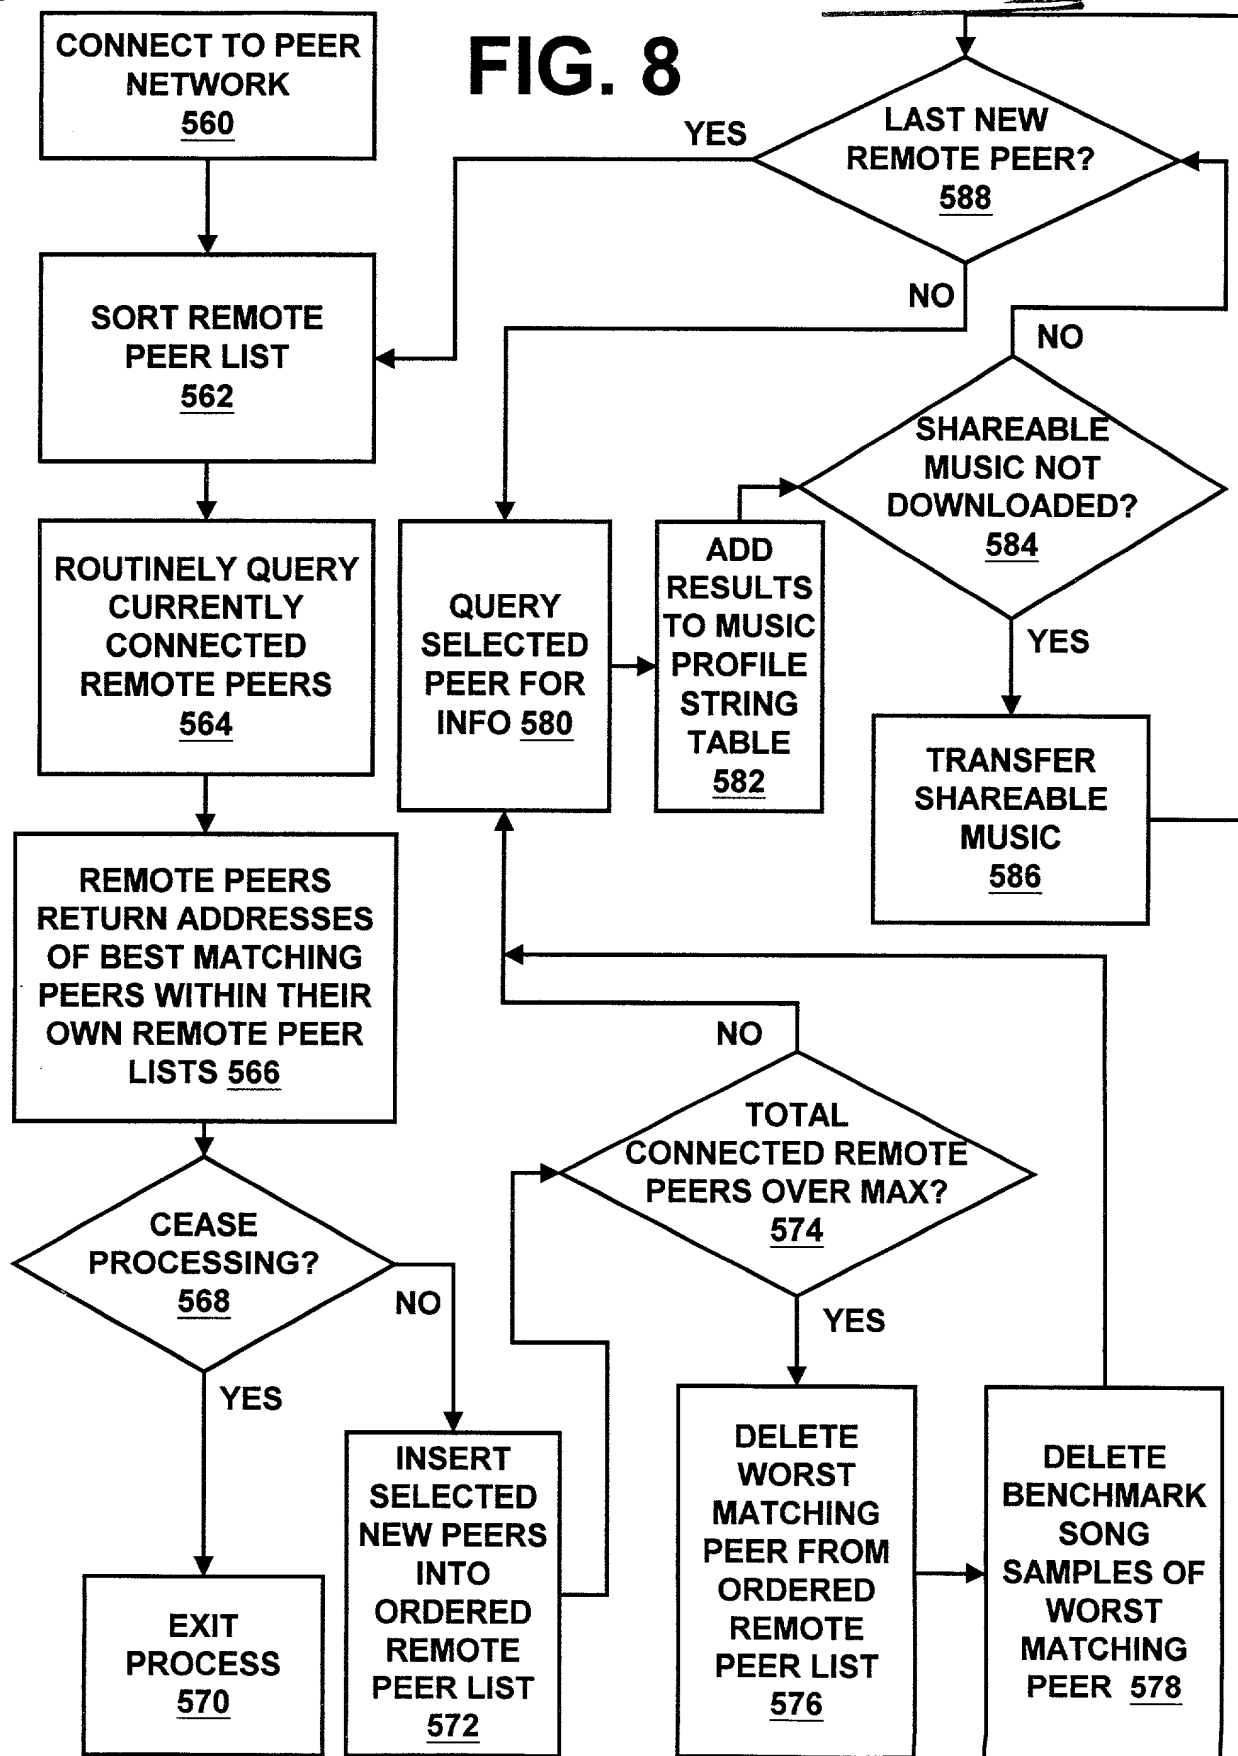 FIG. 8
CONNECT TO PEER
NETWORK
560
SORT REMOTE
PEER LIST
562
ROUTINELY QUERY
CURRENTLY
CONNECTED
REMOTE PEERS
564
REMOTE PEERS
RETURN ADDRESSES
OF BEST MATCHING
PEERS WITHIN THEIR
OWN REMOTE PEER
LISTS 566
CEASE
PROCESSING?
568
NO
YES
EXIT
PROCESS
570
INSERT
SELECTED
NEW PEERS
INTO
ORDERED
REMOTE
PEER LIST
572
TOTAL
CONNECTED REMOTE
PEERS OVER MAX?
574
NO
YES
DELETE
WORST
MATCHING
PEER FROM
ORDERED
REMOTE
PEER LIST
576
DELETE
BENCHMARK
SONG
SAMPLES OF
WORST
MATCHING
PEER 578
QUERY
SELECTED
PEER FOR
INFO 580
ADD
RESULTS
TO MUSIC
PROFILE
STRING
TABLE
582
SHAREABLE
MUSIC NOT
DOWNLOADED?
584
NO
YES
TRANSFER
SHAREABLE
MUSIC
586
LAST NEW
REMOTE PEER?
588
YES
NO